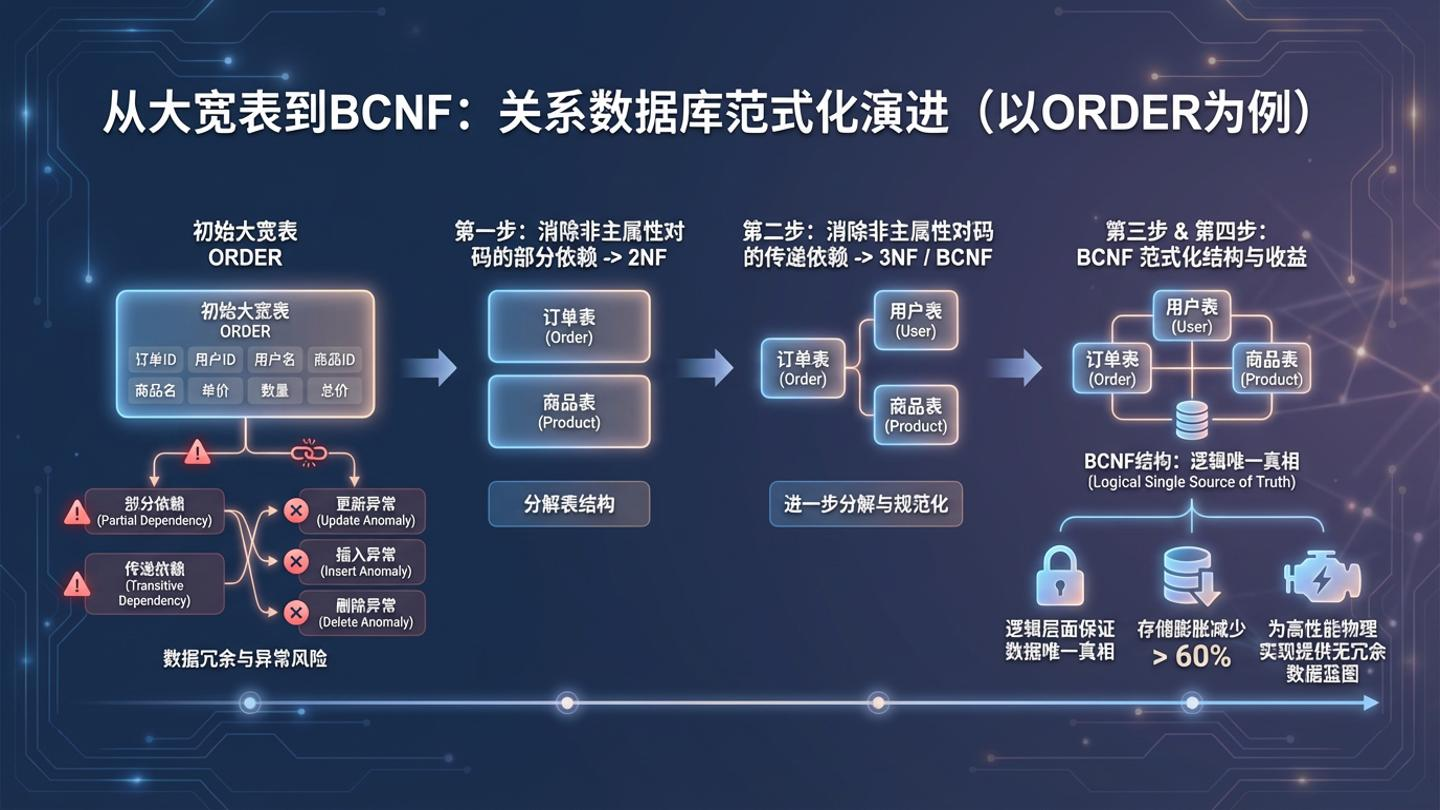 从大宽表到BCNF：关系数据库范式化演进（以ORDER为例）
初始大宽表
ORDER
初始大宽表
ORDER
订单ID
用户ID
用户名
商品ID
商品名
单价
数量
总价
部分依赖
(Partial Dependency)
传递依赖
(Transitive
Dependency)
更新异常
(Update Anomaly)
插入异常
(Insert Anomaly)
删除异常
(Delete Anomaly)
数据冗余与异常风险
第一步：消除非主属性对
码的部分依赖 -> 2NF
订单表
(Order)
商品表
(Product)
分解表结构
第二步：消除非主属性对码
的传递依赖 -> 3NF / BCNF
订单表
(Order)
用户表
(User)
商品表
(Product)
进一步分解与规范化
第三步 & 第四步：
BCNF 范式化结构与收益
用户表
(User)
订单表
(Order)
商品表
(Product)
BCNF结构：逻辑唯一真相
(Logical Single Source of Truth)
逻辑层面保证
数据唯一真相
存储膨胀减少
> 60%
为高性能物理
实现提供无冗余
数据蓝图